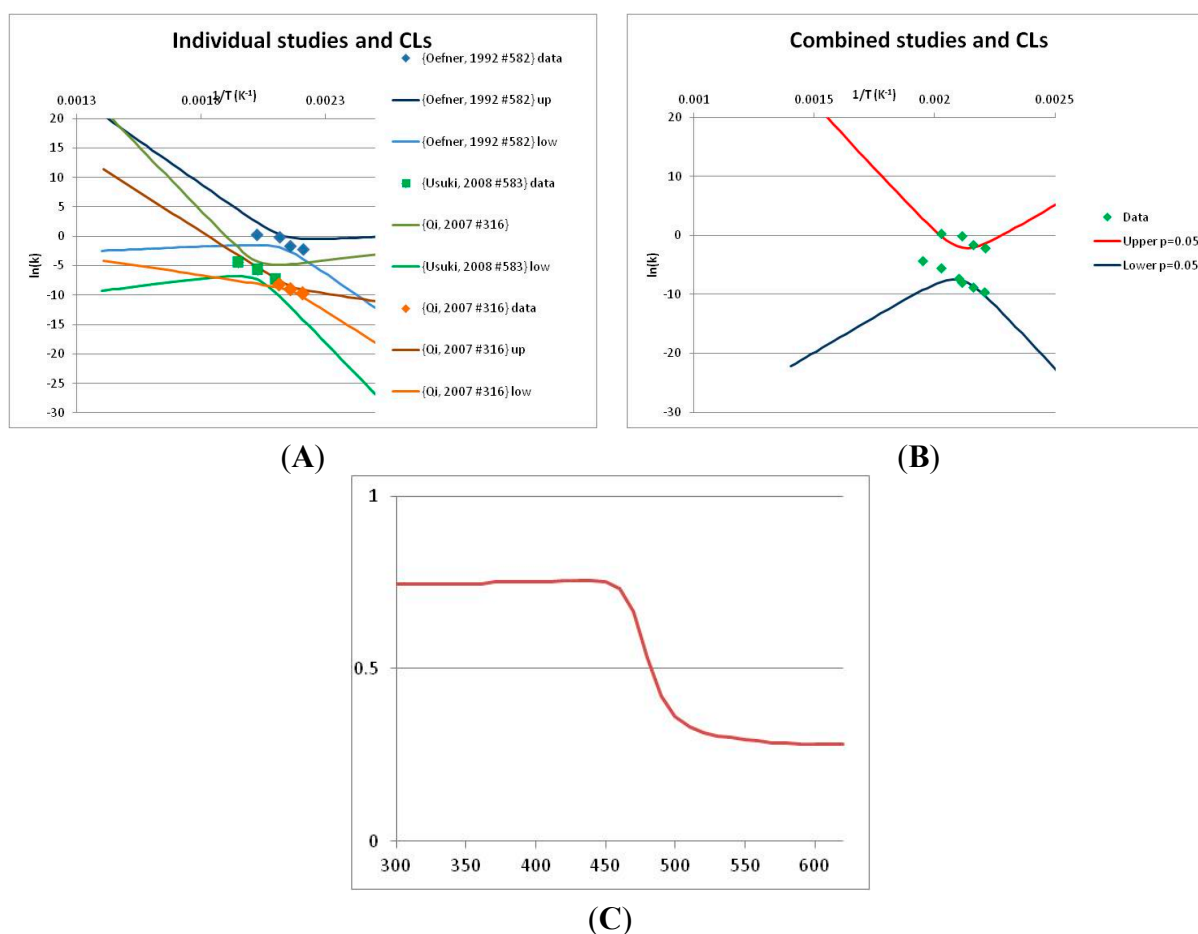 Individual studies and CLs
1/T (K⁻¹)
0.0013 0.0018 0.0023
20
15
10
5
0
-5
-10
-15
-20
-25
-30
ln(k)
{Oefner, 1992 #582} data
{Oefner, 1992 #582} up
{Oefner, 1992 #582} low
{Usuki, 2008 #583} data
{Qi, 2007 #316}
{Usuki, 2008 #583} low
{Qi, 2007 #316} data
{Qi, 2007 #316} up
{Qi, 2007 #316} low
(A)
Combined studies and CLs
1/T (K⁻¹)
0.001 0.0015 0.002 0.0025
20
10
0
-10
-20
-30
ln(k)
Data
Upper p=0.05
Lower p=0.05
(B)
1
0.5
0
300 350 400 450 500 550 600
(C)